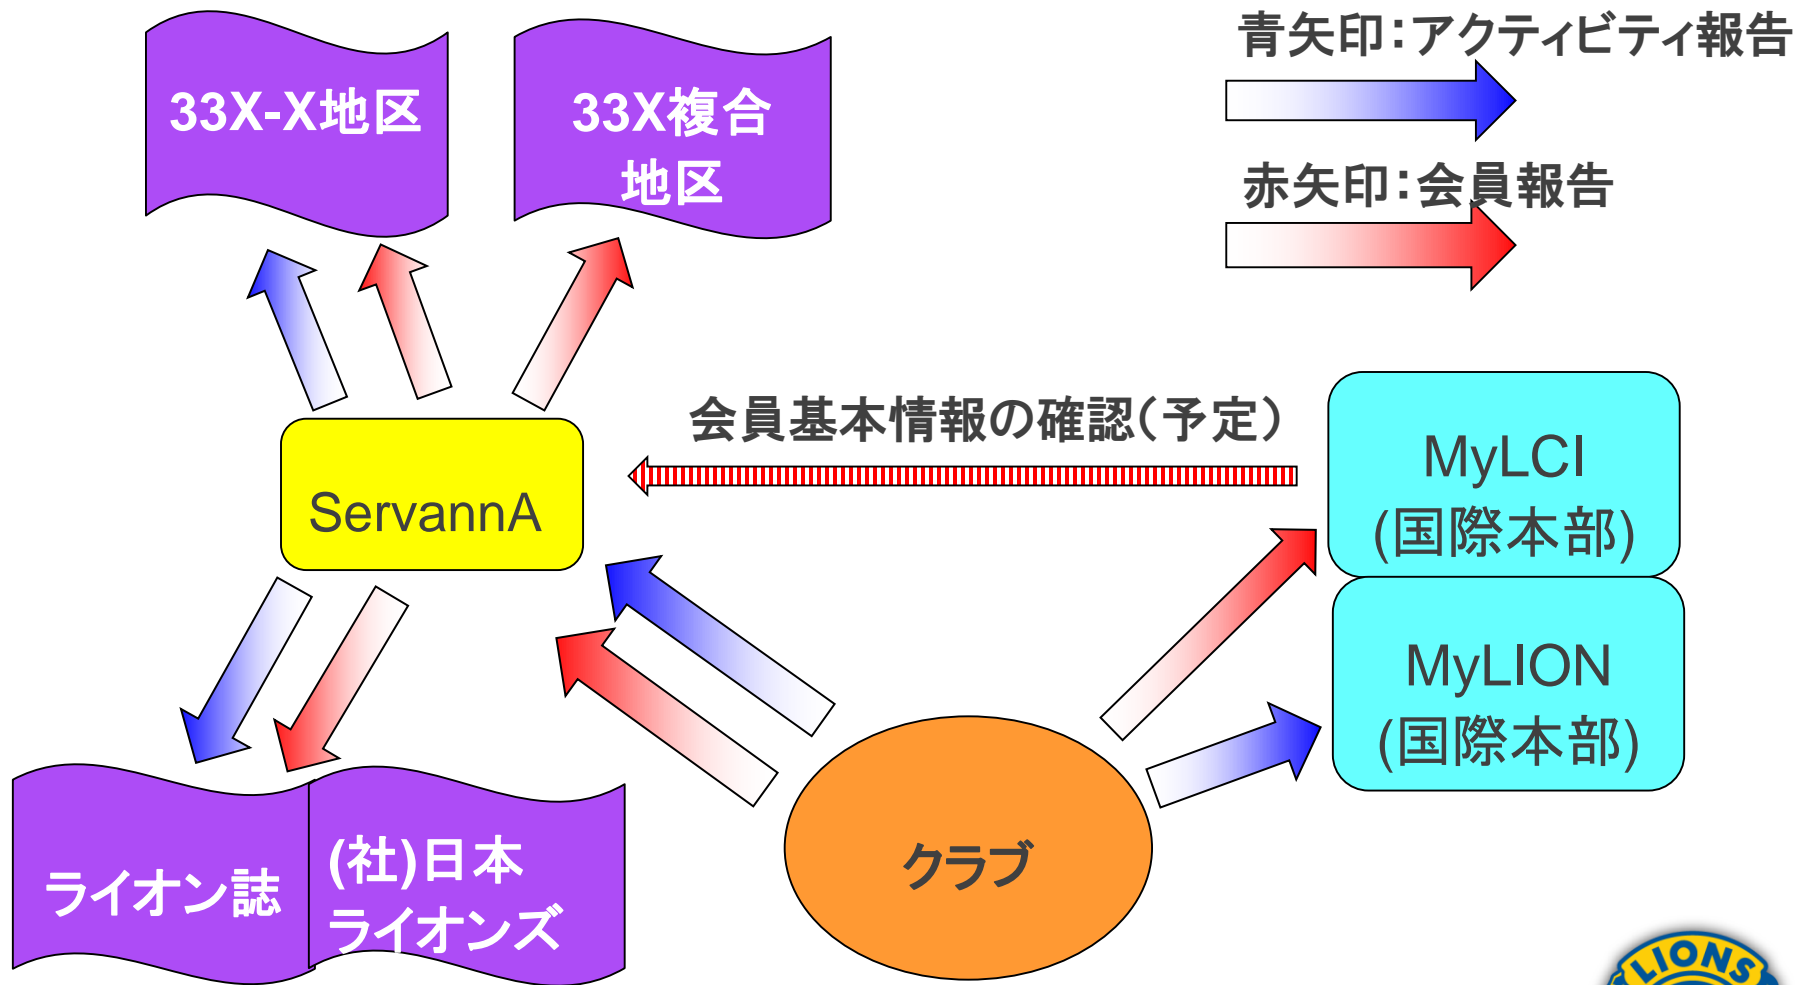 青矢印：アクティビティ報告
33X-X地区
33X複合
地区
赤矢印：会員報告
会員基本情報の確認（予定）
MyLCI
(国際本部)
ServannA
MyLION
(国際本部)
クラブ
ライオン誌
(社)日本
ライオンズ
LIONS